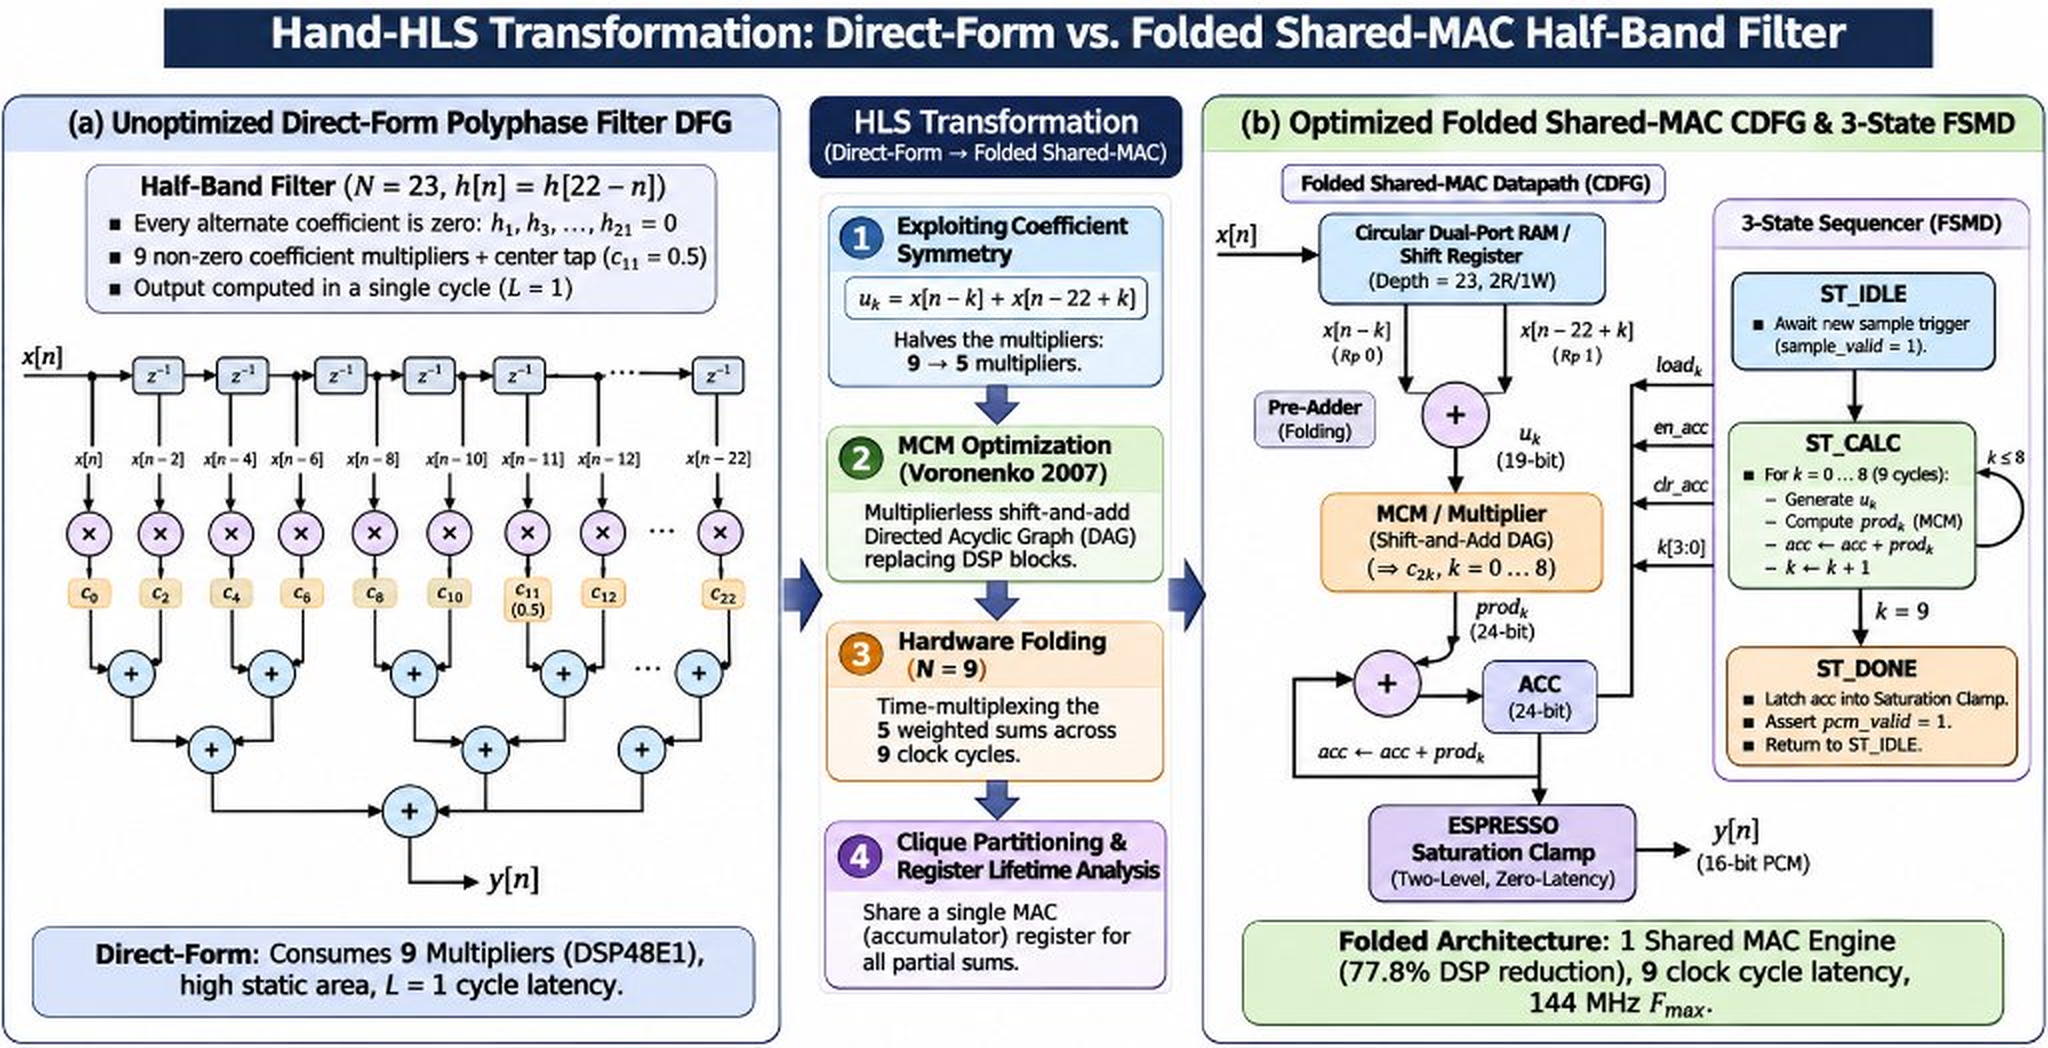 Hand-HLS Transformation: Direct-Form vs. Folded Shared-MAC Half-Band Filter
(a) Unoptimized Direct-Form Polyphase Filter DFG
Half-Band Filter (N = 23, h[n] = h[22 − n])
▪ Every alternate coefficient is zero: h₁, h₃, …, h₂₁ = 0
▪ 9 non-zero coefficient multipliers + center tap (c₁₁ = 0.5)
▪ Output computed in a single cycle (L = 1)
x[n]
z⁻¹ z⁻¹ z⁻¹ z⁻¹ z⁻¹ ⋯ z⁻¹
x[n] x[n − 2] x[n − 4] x[n − 6] x[n − 8] x[n − 10] x[n − 11] x[n − 12] x[n − 22]
× × × × × × × × ⋯ ×
c₀ c₂ c₄ c₆ c₈ c₁₀ c₁₁ c₁₂ c₂₂
(0.5)
+ + + + ⋯ +
+ + +
+
y[n]
Direct-Form: Consumes 9 Multipliers (DSP48E1),
high static area, L = 1 cycle latency.
HLS Transformation
(Direct-Form → Folded Shared-MAC)
1 Exploiting Coefficient
Symmetry
uₖ = x[n − k] + x[n − 22 + k]
Halves the multipliers:
9 → 5 multipliers.
2 MCM Optimization
(Voronenko 2007)
Multiplierless shift-and-add
Directed Acyclic Graph (DAG)
replacing DSP blocks.
3 Hardware Folding
(N = 9)
Time-multiplexing the
5 weighted sums across
9 clock cycles.
4 Clique Partitioning &
Register Lifetime Analysis
Share a single MAC
(accumulator) register for
all partial sums.
(b) Optimized Folded Shared-MAC CDFG & 3-State FSMD
Folded Shared-MAC Datapath (CDFG)
x[n]
Circular Dual-Port RAM /
Shift Register
(Depth = 23, 2R/1W)
x[n − k]
(Rp 0)
x[n − 22 + k]
(Rp 1)
Pre-Adder
(Folding)
+
uₖ
(19-bit)
MCM / Multiplier
(Shift-and-Add DAG)
(⇒ c₂ₖ, k = 0 … 8)
prodₖ
(24-bit)
+
ACC
(24-bit)
acc ← acc + prodₖ
ESPRESSO
Saturation Clamp
(Two-Level, Zero-Latency)
y[n]
(16-bit PCM)
loadₖ
en_acc
clr_acc
k[3:0]
3-State Sequencer (FSMD)
ST_IDLE
▪ Await new sample trigger
(sample_valid = 1).
ST_CALC
▪ For k = 0 … 8 (9 cycles):
– Generate uₖ
– Compute prodₖ (MCM)
– acc ← acc + prodₖ
– k ← k + 1
k ≤ 8
k = 9
ST_DONE
▪ Latch acc into Saturation Clamp.
▪ Assert pcm_valid = 1.
▪ Return to ST_IDLE.
Folded Architecture: 1 Shared MAC Engine
(77.8% DSP reduction), 9 clock cycle latency,
144 MHz Fₘₐₓ.